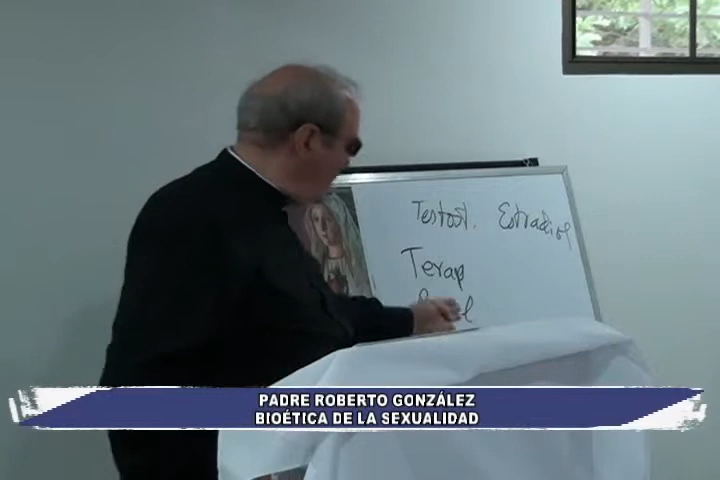 Testost. Estradiol
Terap
PADRE ROBERTO GONZÁLEZ
BIOÉTICA DE LA SEXUALIDAD